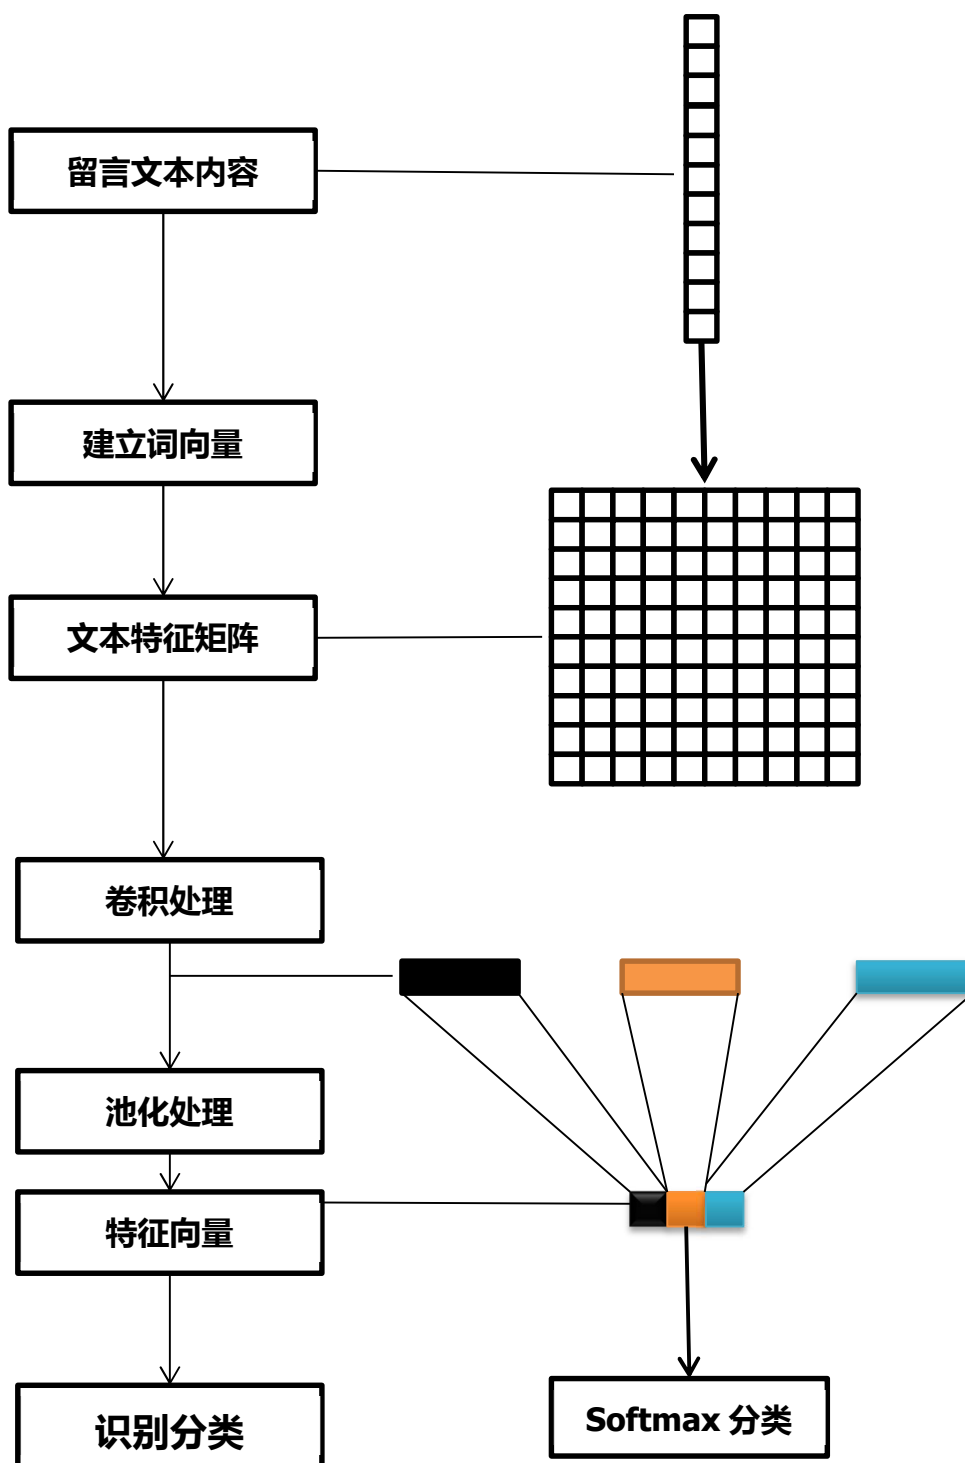 留言文本内容
建立词向量
文本特征矩阵
卷积处理
池化处理
特征向量
识别分类
Softmax 分类